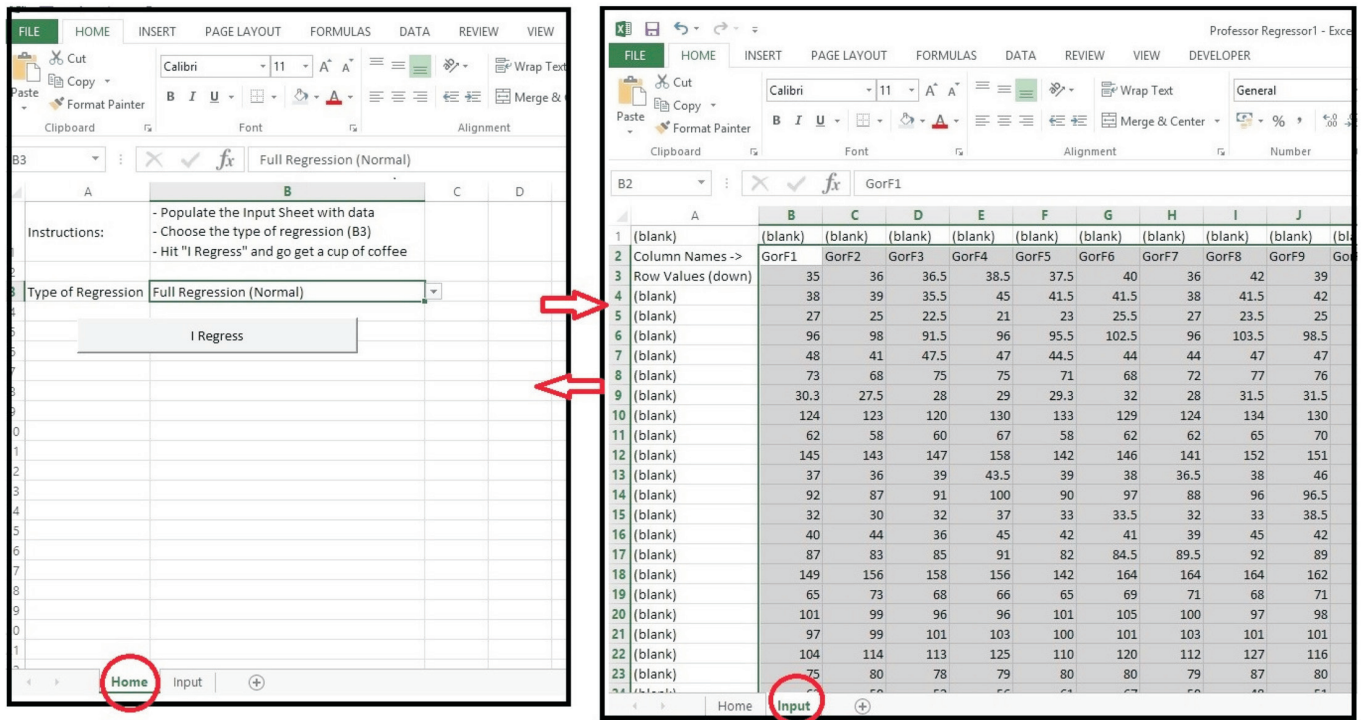 FILE HOME INSERT PAGE LAYOUT FORMULAS DATA REVIEW VIEW
Cut
Copy
Paste
Format Painter
Clipboard
Calibri 11
B I U
Font
Wrap Text
Merge &
Alignment
B3 fx Full Regression (Normal)
A B C D
Instructions:
- Populate the Input Sheet with data
- Choose the type of regression (B3)
- Hit "I Regress" and go get a cup of coffee
Type of Regression Full Regression (Normal)
I Regress
Home Input
Professor Regressor1 - Exce
FILE HOME INSERT PAGE LAYOUT FORMULAS DATA REVIEW VIEW DEVELOPER
Cut
Copy
Paste
Format Painter
Clipboard
Calibri 11
B I U
Font
Wrap Text
Merge & Center
Alignment
General
% ,
Number
B2 fx GorF1
A B C D E F G H I J
1 (blank) (blank) (blank) (blank) (blank) (blank) (blank) (blank) (blank) (blank) (bla
2 Column Names -> GorF1 GorF2 GorF3 GorF4 GorF5 GorF6 GorF7 GorF8 GorF9 Gor
3 Row Values (down) 35 36 36.5 38.5 37.5 40 36 42 39
4 (blank) 38 39 35.5 45 41.5 41.5 38 41.5 42
5 (blank) 27 25 22.5 21 23 25.5 27 23.5 25
6 (blank) 96 98 91.5 96 95.5 102.5 96 103.5 98.5
7 (blank) 48 41 47.5 47 44.5 44 44 47 47
8 (blank) 73 68 75 75 71 68 72 77 76
9 (blank) 30.3 27.5 28 29 29.3 32 28 31.5 31.5
10 (blank) 124 123 120 130 133 129 124 134 130
11 (blank) 62 58 60 67 58 62 62 65 70
12 (blank) 145 143 147 158 142 146 141 152 151
13 (blank) 37 36 39 43.5 39 38 36.5 38 46
14 (blank) 92 87 91 100 90 97 88 96 96.5
15 (blank) 32 30 32 37 33 33.5 32 33 38.5
16 (blank) 40 44 36 45 42 41 39 45 42
17 (blank) 87 83 85 91 82 84.5 89.5 92 89
18 (blank) 149 156 158 156 142 164 164 164 162
19 (blank) 65 73 68 66 65 69 71 68 71
20 (blank) 101 99 96 96 101 105 100 97 98
21 (blank) 97 99 101 103 100 101 103 101 101
22 (blank) 104 114 113 125 110 120 112 127 116
23 (blank) 75 80 78 79 80 80 79 87 80
Home Input